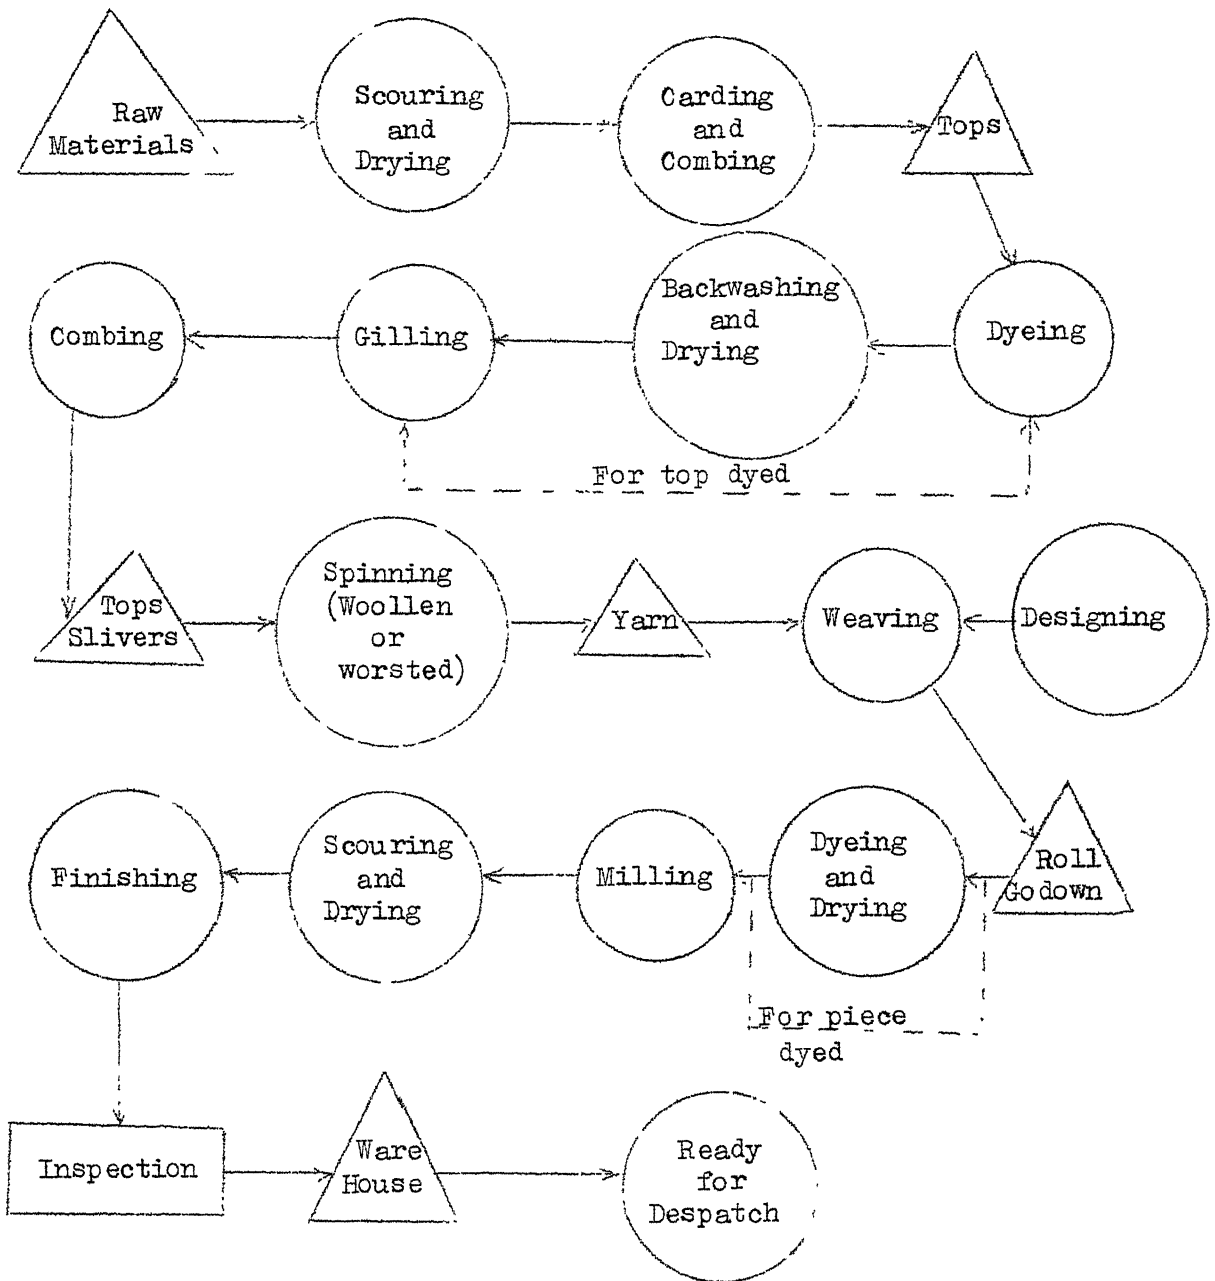 Raw
Materials
Scouring
and
Drying
Carding
and
Combing
Tops
Combing
Gilling
Backwashing
and
Drying
Dyeing
For top dyed
Tops
Slivers
Spinning
(Woollen
or
worsted)
Yarn
Weaving
Designing
Finishing
Scouring
and
Drying
Milling
Dyeing
and
Drying
Roll
Godown
For piece
dyed
Inspection
Ware
House
Ready
for
Despatch